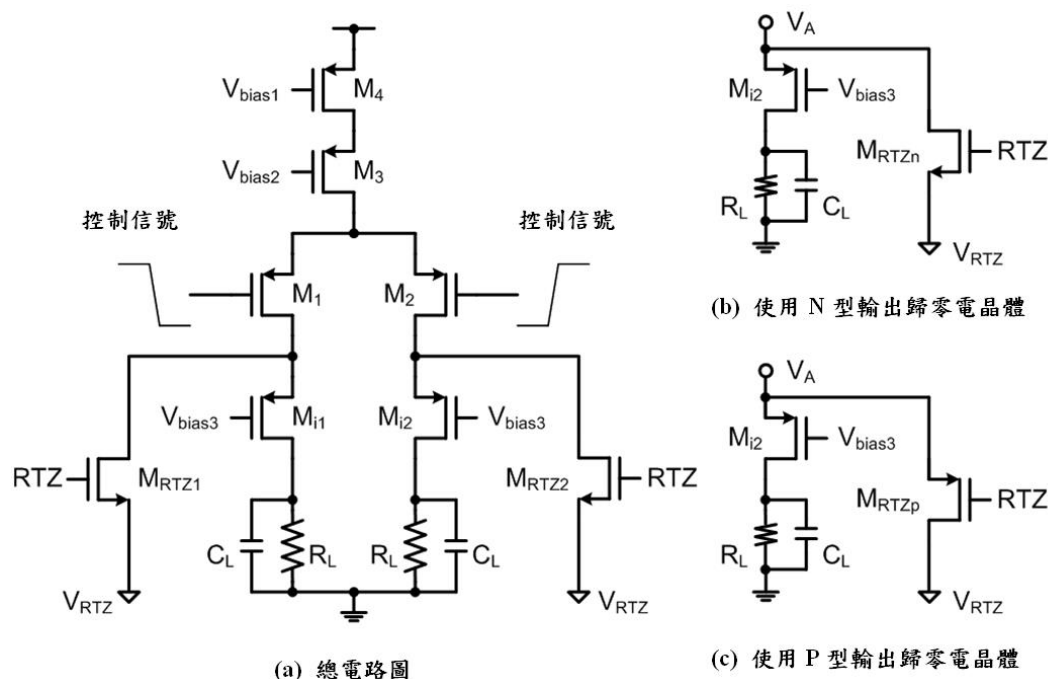 V_bias1
M_4
V_bias2
M_3
控制信號
控制信號
M_1
M_2
V_bias3
M_i1
M_i2
V_bias3
RTZ
M_RTZ1
M_RTZ2
RTZ
C_L
R_L
R_L
C_L
V_RTZ
V_RTZ
(a) 總電路圖
V_A
M_i2
V_bias3
M_RTZn
RTZ
R_L
C_L
V_RTZ
(b) 使用 N 型輸出歸零電晶體
V_A
M_i2
V_bias3
M_RTZp
RTZ
R_L
C_L
V_RTZ
(c) 使用 P 型輸出歸零電晶體